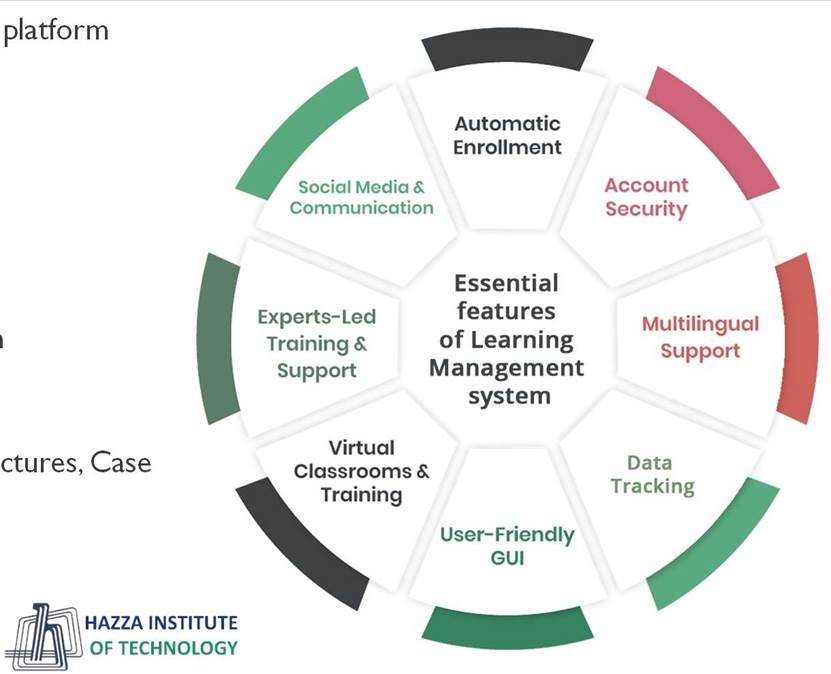 platform
ctures, Case
Automatic
Enrollment
Account
Security
Multilingual
Support
Data
Tracking
User-Friendly
GUI
Virtual
Classrooms &
Training
Experts-Led
Training &
Support
Social Media &
Communication
Essential
features
of Learning
Management
system
HAZZA INSTITUTE
OF TECHNOLOGY